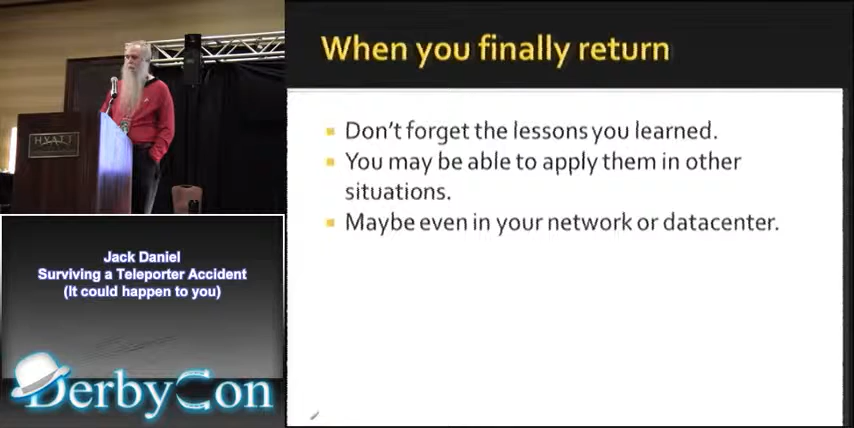 HYATT
Jack Daniel
Surviving a Teleporter Accident
(It could happen to you)
DerbyCon
When you finally return
Don't forget the lessons you learned.
You may be able to apply them in other
situations.
Maybe even in your network or datacenter.